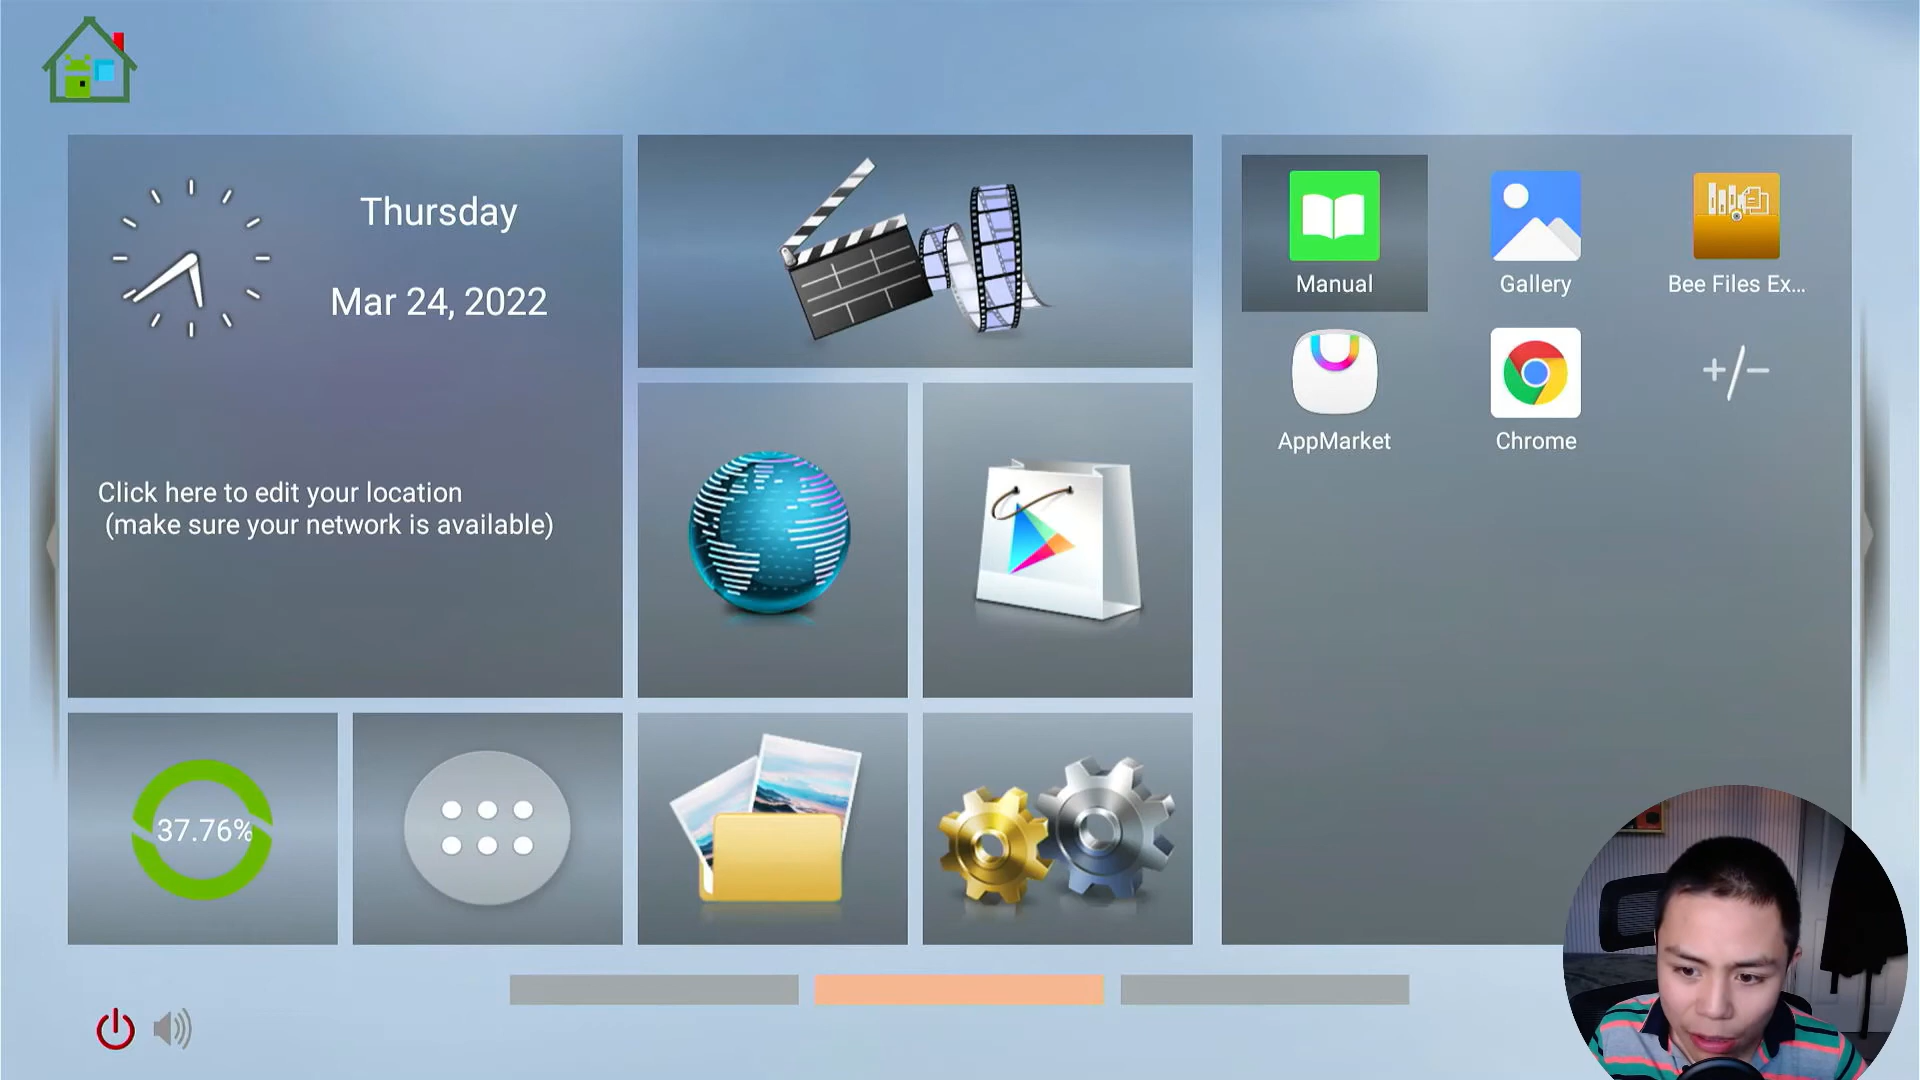 Thursday
Mar 24, 2022
Click here to edit your location
(make sure your network is available)
37.76%
Manual
Gallery
Bee Files Ex...
AppMarket
Chrome
+/−